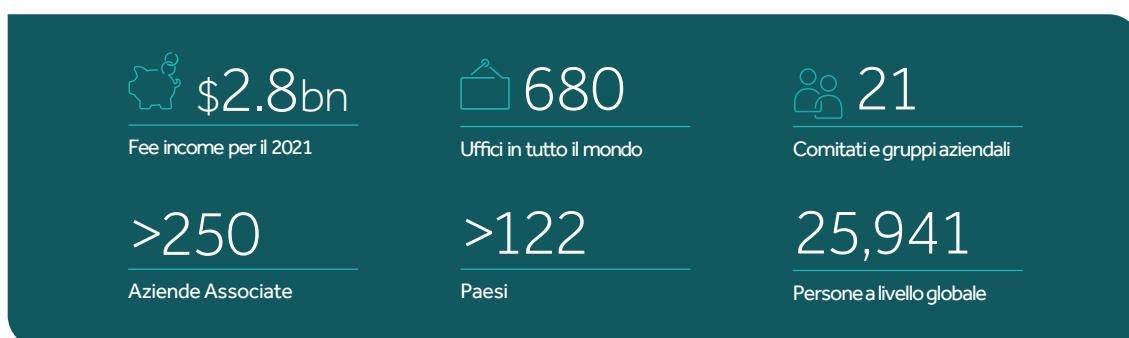 $2.8bn
680
21
Fee income per il 2021
Uffici in tutto il mondo
Comitati e gruppi aziendali
>250
>122
25,941
Aziende Associate
Paesi
Persone a livello globale